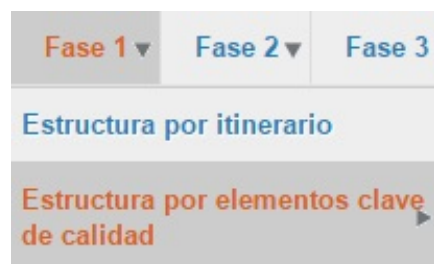 Fase 1 Fase 2 Fase 3
Estructura por itinerario
Estructura por elementos clave
de calidad